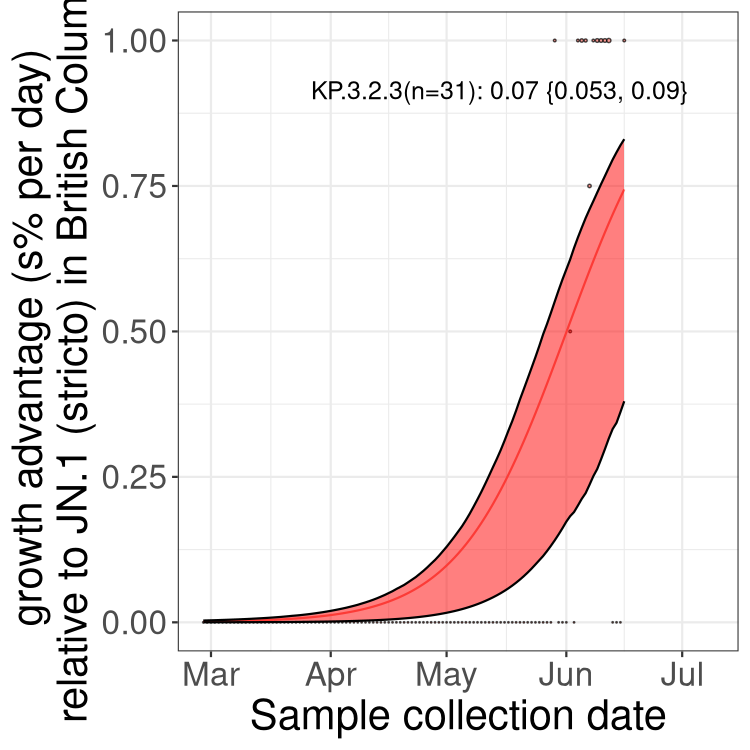 growth advantage (s% per day)
relative to JN.1 (stricto) in British Colum
1.00
0.75
0.50
0.25
0.00
KP.3.2.3(n=31): 0.07 {0.053, 0.09}
Mar Apr May Jun Jul
Sample collection date